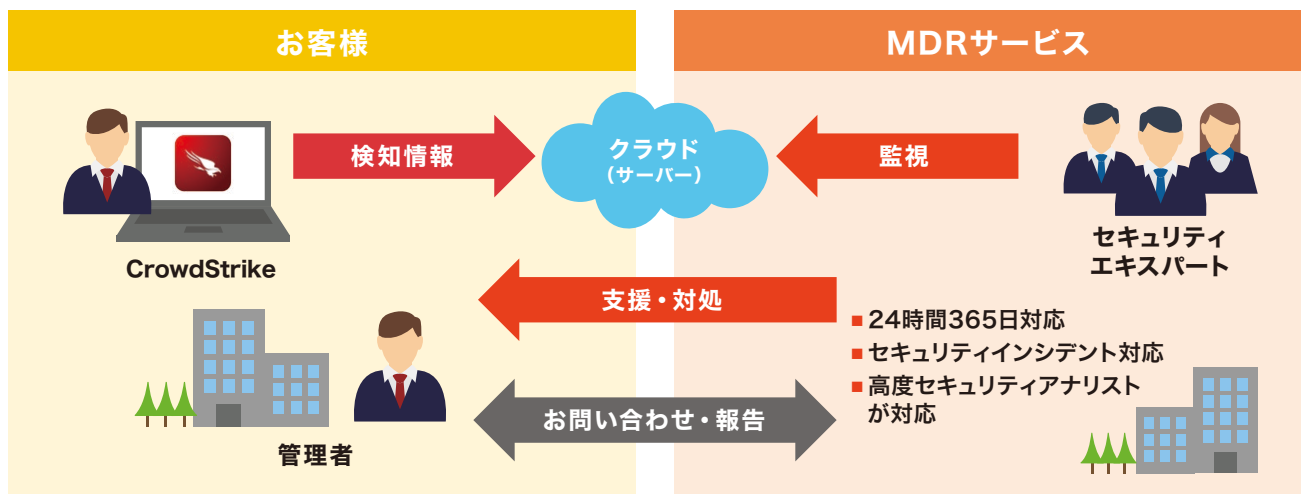 お客様
MDRサービス
検知情報
クラウド
（サーバー）
監視
CrowdStrike
セキュリティ
エキスパート
支援・対処
■ 24時間365日対応
■ セキュリティインシデント対応
■ 高度セキュリティアナリスト
が対応
お問い合わせ・報告
管理者